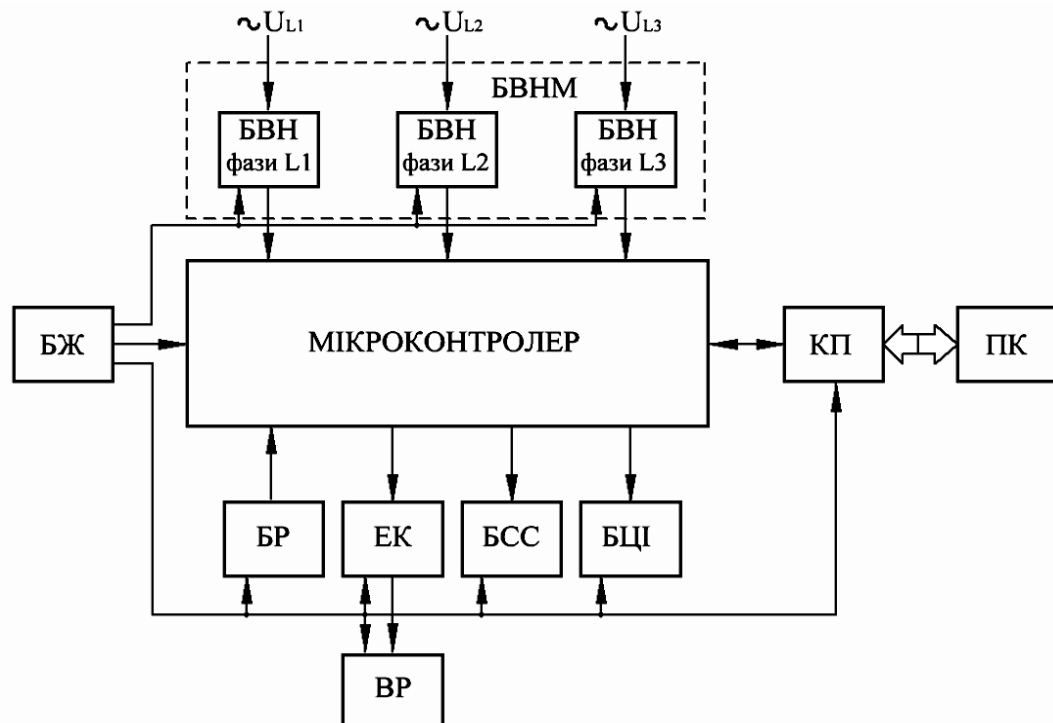 ~UL1 ~UL2 ~UL3
БВНМ
БВН БВН БВН
фази L1 фази L2 фази L3
БЖ МІКРОКОНТРОЛЕР КП ПК
БР ЕК БСС БЦІ
ВР